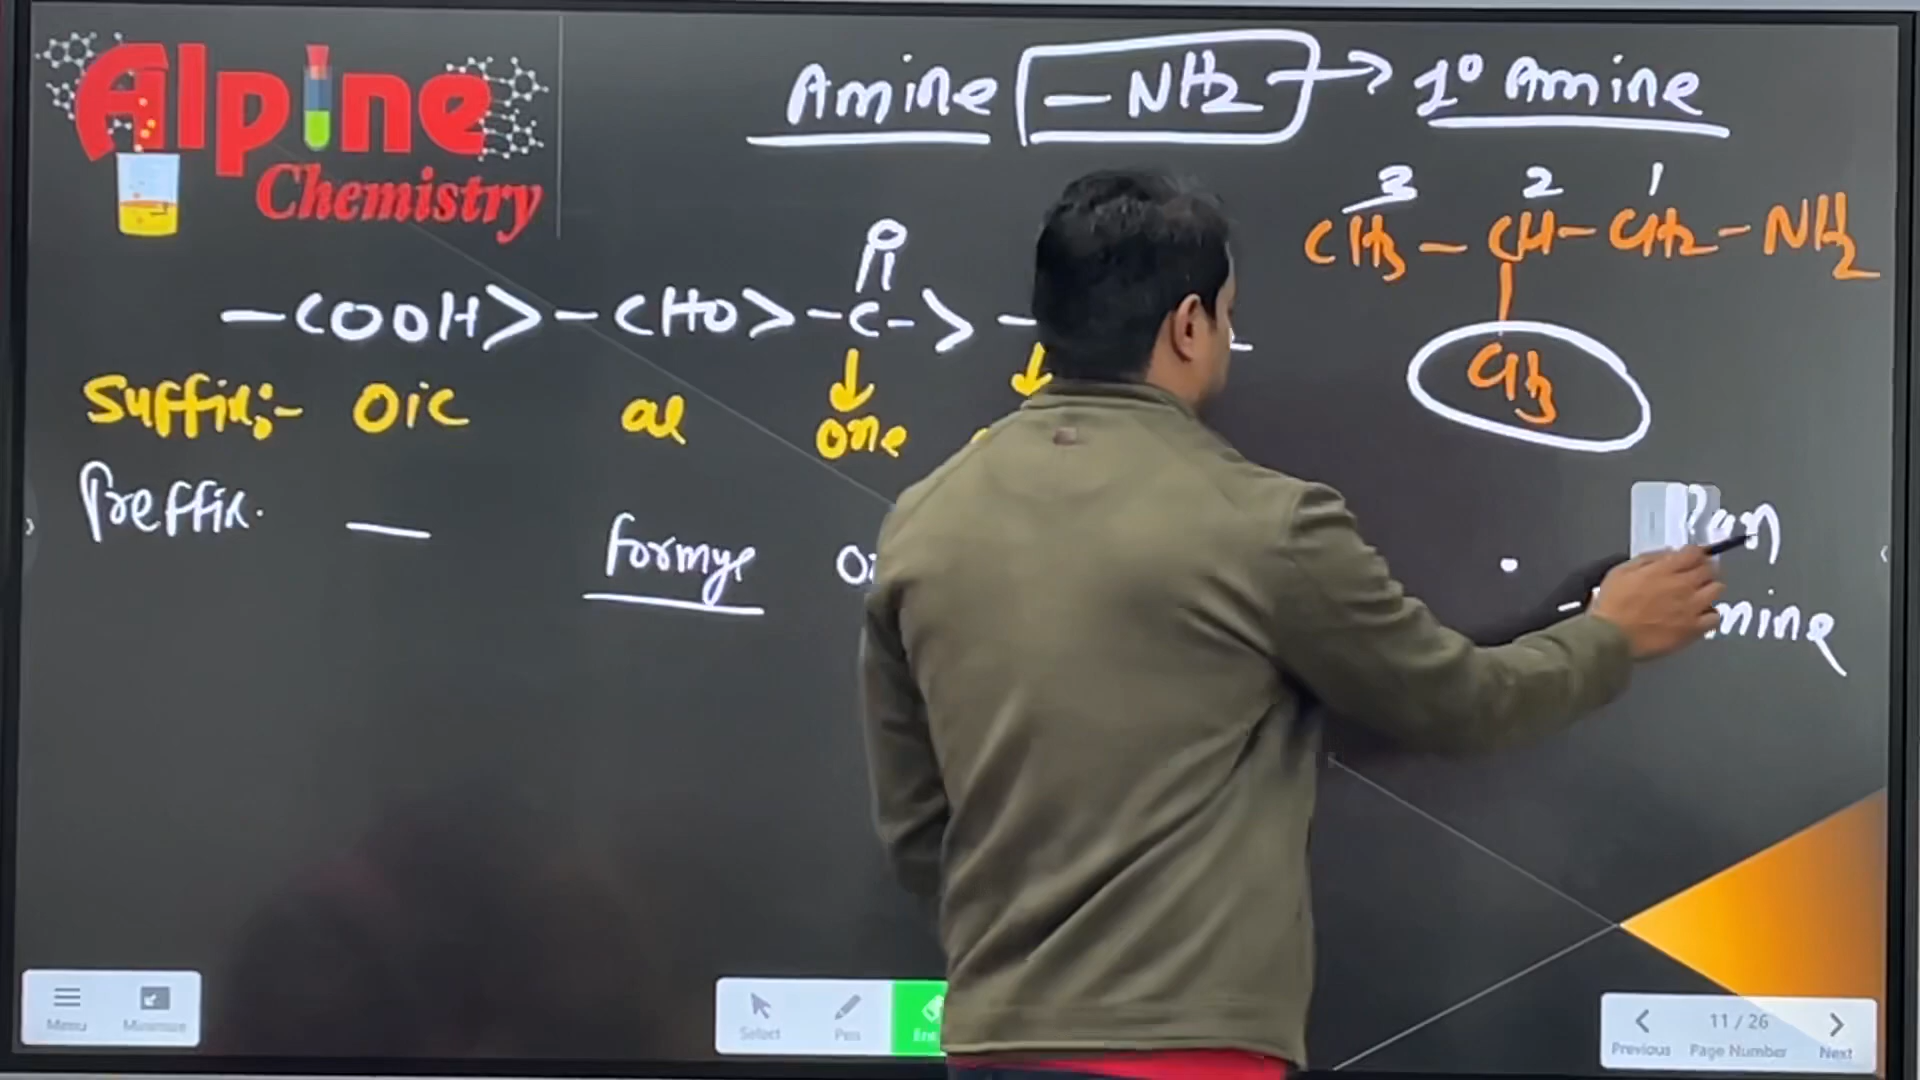 Alpine
Chemistry
Amine -NH2 → 1° Amine
3 2 1
CH3 - CH - CH2 - NH2
CH3
O
-COOH > -CHO > -C- > -
Suffix:- Oic al one
Preffix. — formyl
Amine
Menu
Minimize
Select
Pen
11 / 26
Previous Page Number Next